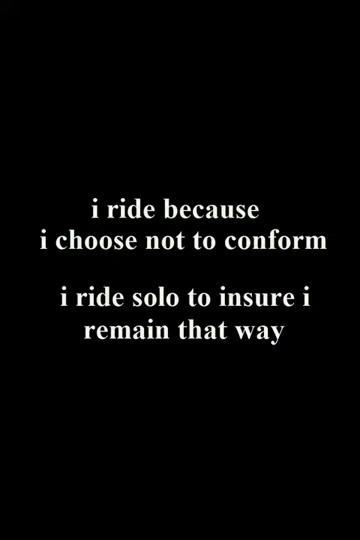 i ride because
i choose not to conform
i ride solo to insure i
remain that way